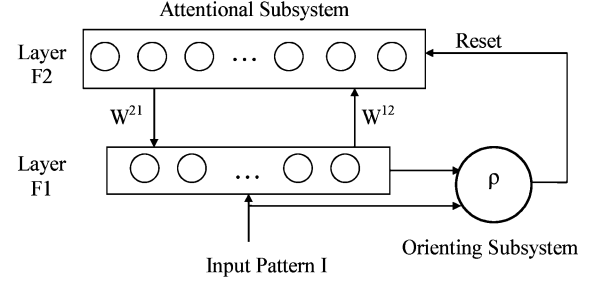 Attentional Subsystem
Layer
F2
...
Reset
W²¹
W¹²
Layer
F1
...
ρ
Orienting Subsystem
Input Pattern I